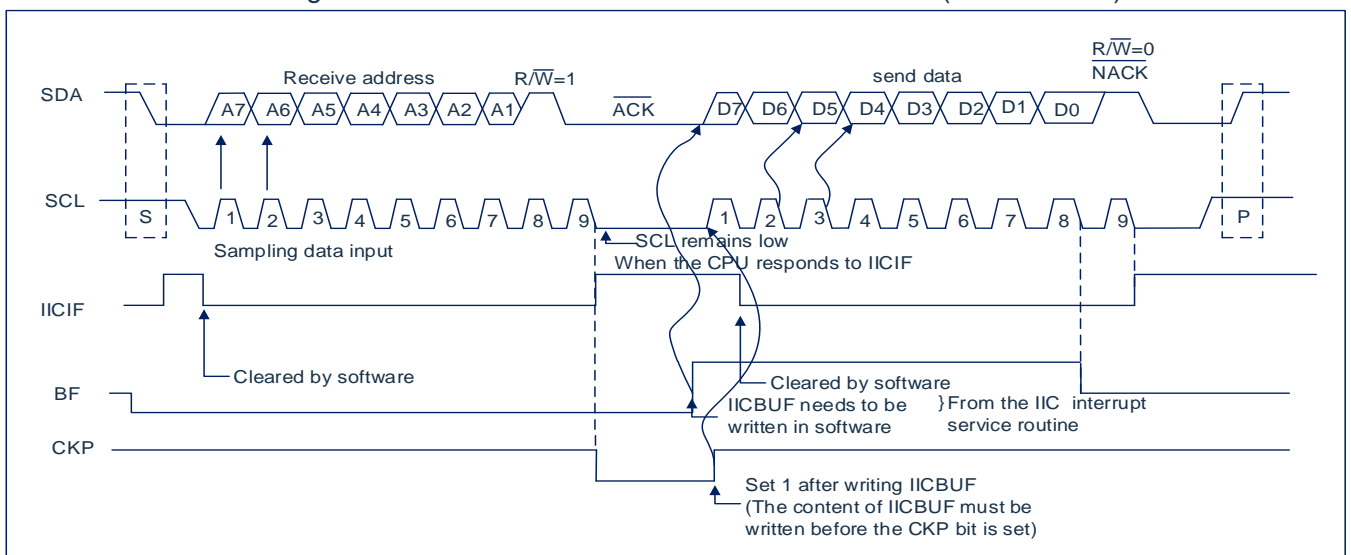 R/W̅=0
Receive address R/W̅=1 send data N̅A̅C̅K̅
SDA A7 A6 A5 A4 A3 A2 A1 A̅C̅K̅ D7 D6 D5 D4 D3 D2 D1 D0
SCL S 1 2 3 4 5 6 7 8 9 1 2 3 4 5 6 7 8 9 P
Sampling data input
SCL remains low
When the CPU responds to IICIF
IICIF
Cleared by software
Cleared by software
BF
IICBUF needs to be
written in software
}From the IIC interrupt
service routine
CKP
Set 1 after writing IICBUF
(The content of IICBUF must be
written before the CKP bit is set)